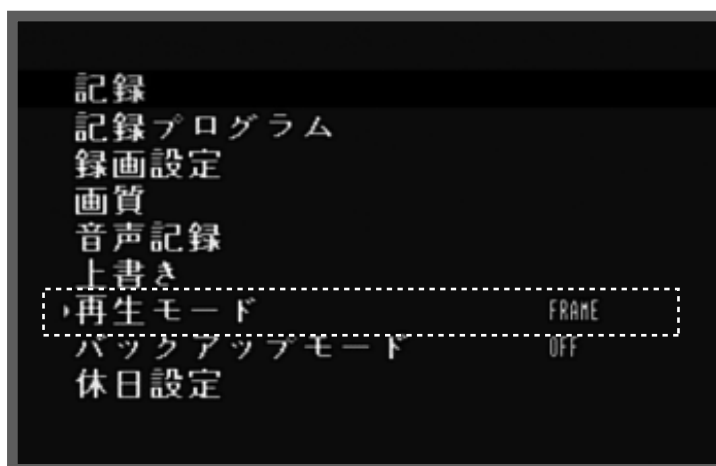 記録
記録プログラム
録画設定
画質
音声記録
上書き
再生モード FRAME
バックアップモード OFF
休日設定